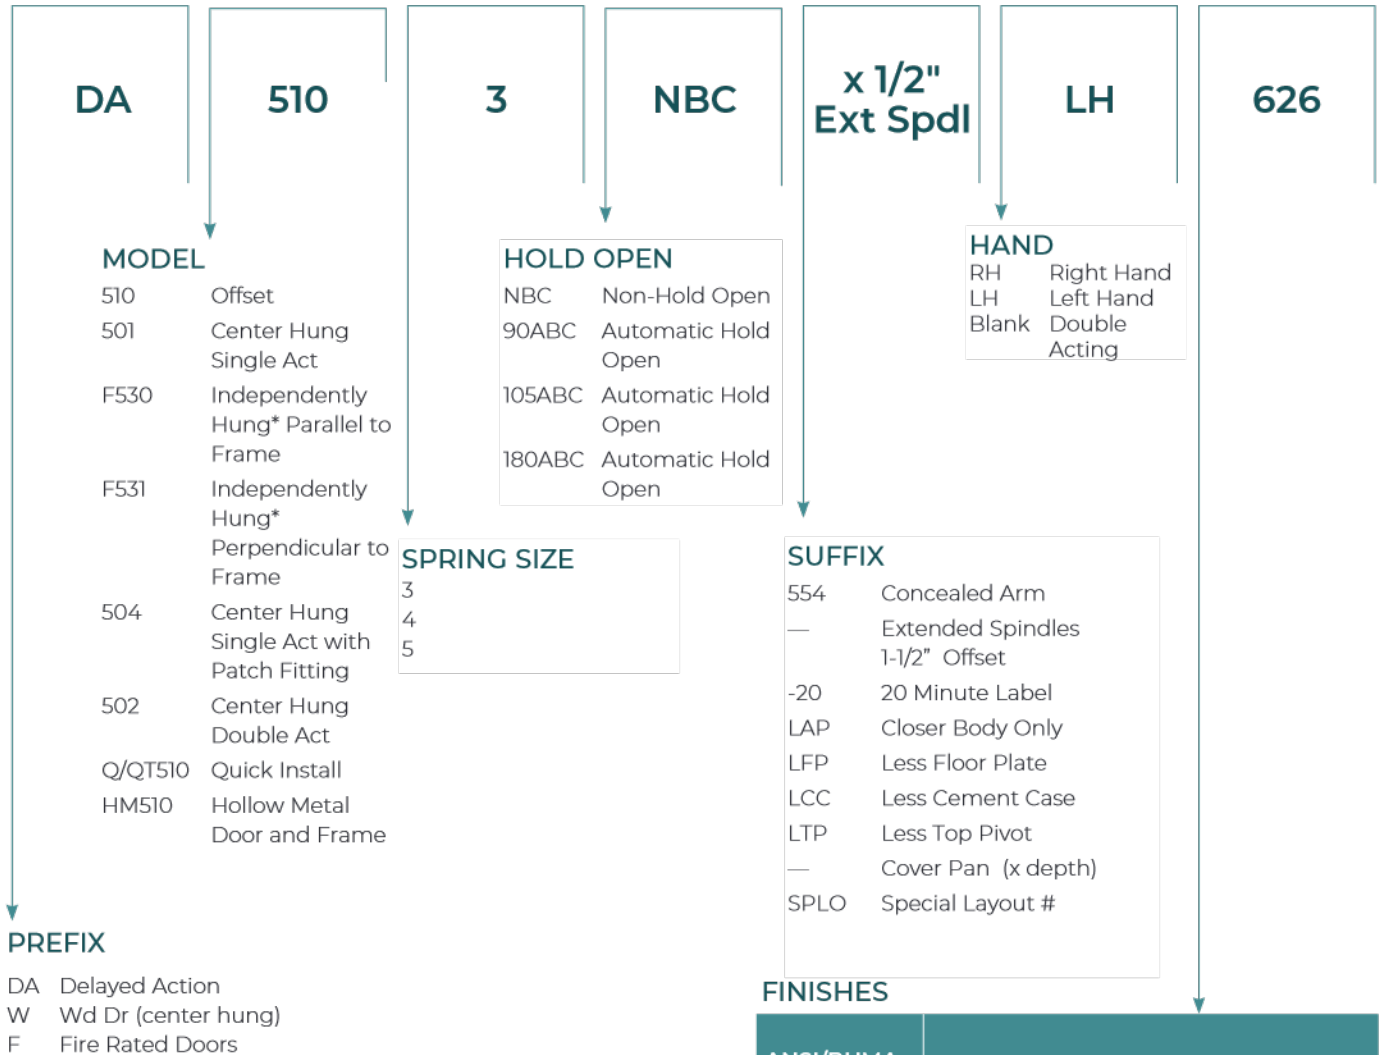 DA
510
3
NBC
x 1/2"
Ext Spdl
LH
626
MODEL
510 Offset
501 Center Hung
Single Act
F530 Independently
Hung* Parallel to
Frame
F531 Independently
Hung*
Perpendicular to
Frame
504 Center Hung
Single Act with
Patch Fitting
502 Center Hung
Double Act
Q/QT510 Quick Install
HM510 Hollow Metal
Door and Frame
HOLD OPEN
NBC Non-Hold Open
90ABC Automatic Hold
Open
105ABC Automatic Hold
Open
180ABC Automatic Hold
Open
HAND
RH Right Hand
LH Left Hand
Blank Double
Acting
SPRING SIZE
3
4
5
SUFFIX
554 Concealed Arm
— Extended Spindles
1-1/2” Offset
-20 20 Minute Label
LAP Closer Body Only
LFP Less Floor Plate
LCC Less Cement Case
LTP Less Top Pivot
— Cover Pan (x depth)
SPLO Special Layout #
PREFIX
DA Delayed Action
W Wd Dr (center hung)
F Fire Rated Doors
FINISHES
ANSI/BHMA